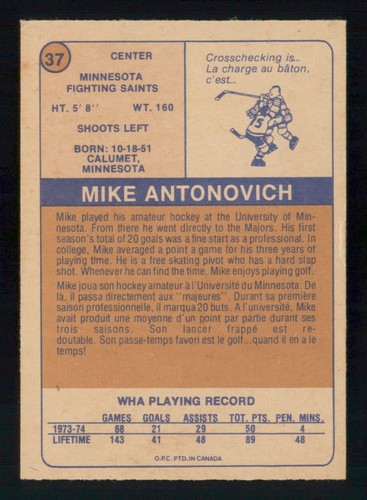 37
CENTER
MINNESOTA
FIGHTING SAINTS
HT. 5' 8" WT. 160
SHOOTS LEFT
BORN: 10-18-51
CALUMET,
MINNESOTA
Crosschecking is...
La charge au bâton,
c'est...
15
MIKE ANTONOVICH
Mike played his amateur hockey at the University of Min-
nesota. From there he went directly to the Majors. His first
season's total of 20 goals was a fine start as a professional. In
college, Mike averaged a point a game for his three years of
playing time. He is a free skating pivot who has a hard slap
shot. Whenever he can find the time, Mike enjoys playing golf.
Mike joua son hockey amateur à l'Université du Minnesota. De
là, il passa directement aux "majeures". Durant sa première
saison professionnelle, il marqua 20 buts. A l'université, Mike
avait produit une moyenne d'un point par partie durant ses
trois saisons. Son lancer frappé est re-
doutable. Son passe-temps favori est le golf...quand il en a le
temps!
WHA PLAYING RECORD
GAMES GOALS ASSISTS TOT. PTS. PEN. MINS.
1973-74 68 21 29 50 4
LIFETIME 143 41 48 89 48
O.P.C. PTD. IN CANADA